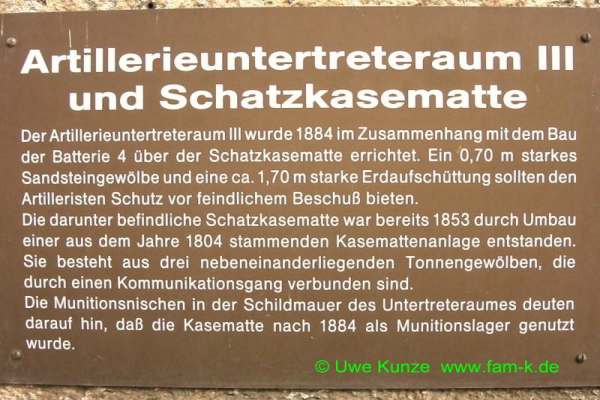 Artillerieuntertreteraum III
und Schatzkasematte
Der Artillerieuntertreteraum III wurde 1884 im Zusammenhang mit dem Bau
der Batterie 4 über der Schatzkasematte errichtet. Ein 0,70 m starkes
Sandsteingewölbe und eine ca. 1,70 m starke Erdaufschüttung sollten den
Artilleristen Schutz vor feindlichem Beschuß bieten.
Die darunter befindliche Schatzkasematte war bereits 1853 durch Umbau
einer aus dem Jahre 1804 stammenden Kasemattenanlage entstanden.
Sie besteht aus drei nebeneinanderliegenden Tonnengewölben, die
durch einen Kommunikationsgang verbunden sind.
Die Munitionsnischen in der Schildmauer des Untertreteraumes deuten
darauf hin, daß die Kasematte nach 1884 als Munitionslager genutzt
wurde.
© Uwe Kunze www.fam-k.de